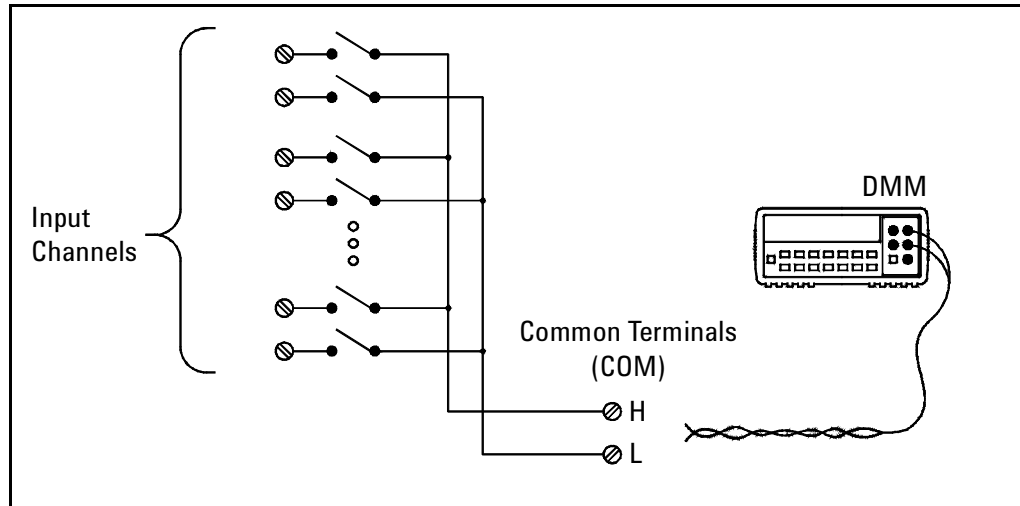 Input
Channels
DMM
Common Terminals
(COM)
H
L